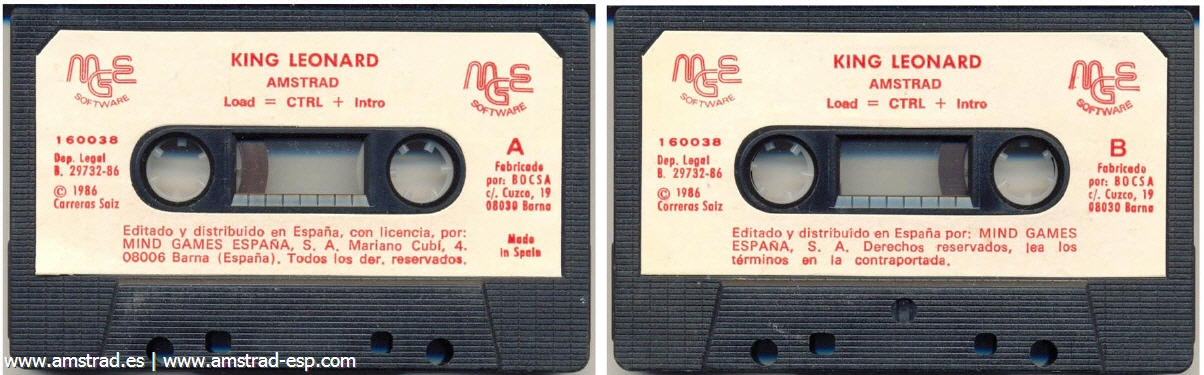 MGE
SOFTWARE
KING LEONARD
AMSTRAD
Load = CTRL + Intro
MGE
SOFTWARE
160038
Dep. Legal
B. 29732-86
© 1986
Carreras Saiz
A
Fabricado
por: BOCSA
c/. Cuzco, 19
08030 Barna
Editado y distribuido en España, con licencia, por:
MIND GAMES ESPAÑA, S. A. Mariano Cubí, 4.
08006 Barna (España). Todos los der. reservados.
Made
in Spain
MGE
SOFTWARE
KING LEONARD
AMSTRAD
Load = CTRL + Intro
MGE
SOFTWARE
160038
Dep. Legal
B. 29732-86
© 1986
Correras Saiz
B
Fabricado
por: BOCSA
c/. Cuzco, 19
08030 Barna
Editado y distribuido en España por: MIND GAMES
ESPAÑA, S. A. Derechos reservados, lea los
términos en la contraportada.
www.amstrad.es | www.amstrad-esp.com